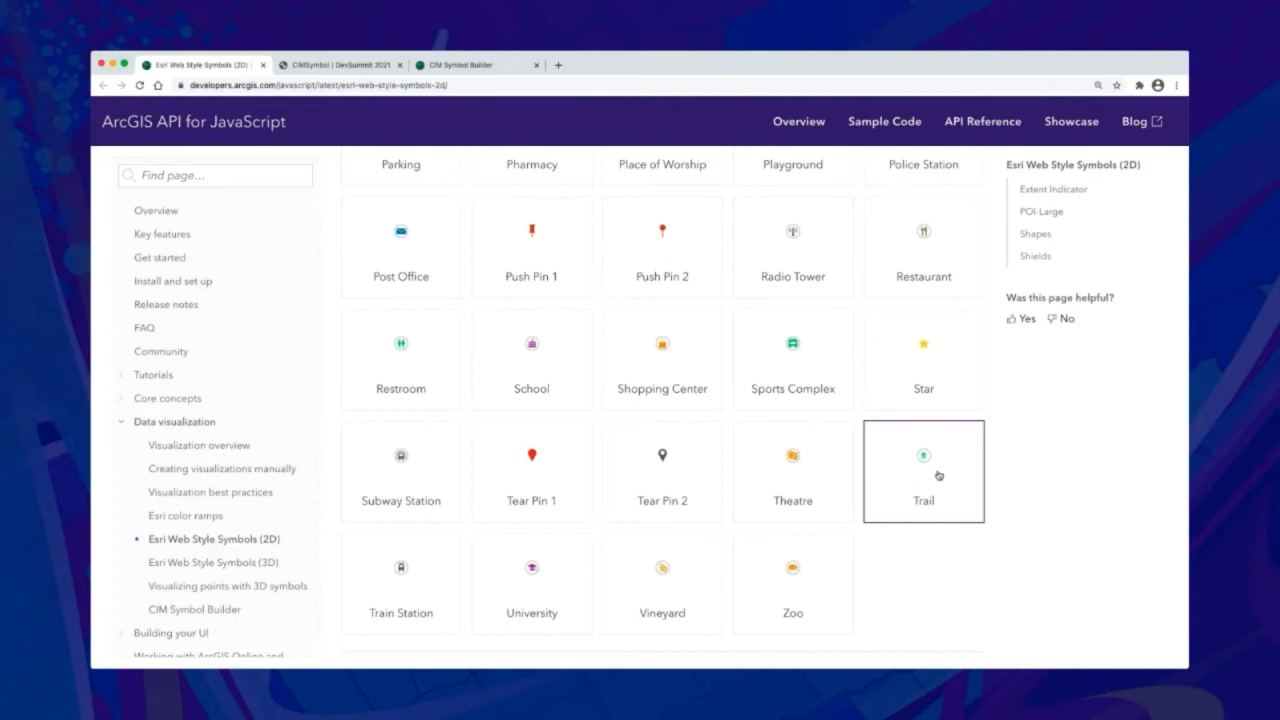 Esri Web Style Symbols (2D)
CIMSymbol | DevSummit 2021
CIM Symbol Builder
developers.arcgis.com/javascript/latest/esri-web-style-symbols-2d/
ArcGIS API for JavaScript
Overview
Sample Code
API Reference
Showcase
Blog
Find page...
Overview
Key features
Get started
Install and set up
Release notes
FAQ
Community
Tutorials
Core concepts
Data visualization
Visualization overview
Creating visualizations manually
Visualization best practices
Esri color ramps
Esri Web Style Symbols (2D)
Esri Web Style Symbols (3D)
Visualizing points with 3D symbols
CIM Symbol Builder
Building your UI
Working with ArcGIS Online and
Parking
Pharmacy
Place of Worship
Playground
Police Station
Post Office
Push Pin 1
Push Pin 2
Radio Tower
Restaurant
Restroom
School
Shopping Center
Sports Complex
Star
Subway Station
Tear Pin 1
Tear Pin 2
Theatre
Trail
Train Station
University
Vineyard
Zoo
Esri Web Style Symbols (2D)
Extent Indicator
POI-Large
Shapes
Shields
Was this page helpful?
Yes
No